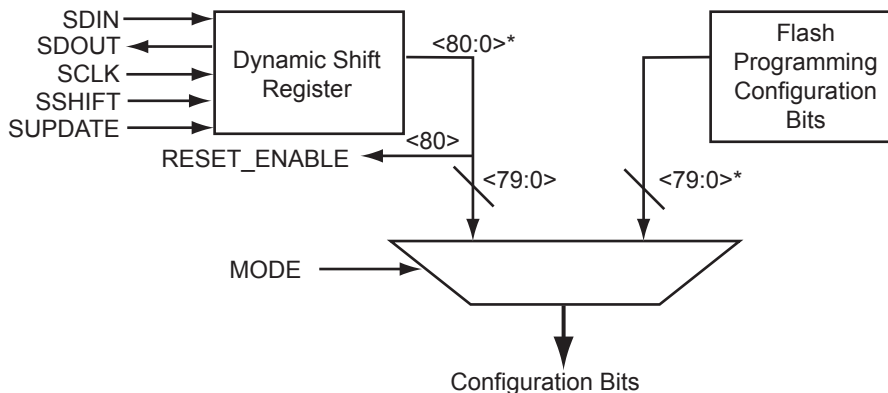 SDIN
SDOUT
SCLK
SSHIFT
SUPDATE
Dynamic Shift
Register
<80:0>*
<80>
RESET_ENABLE
<79:0>
Flash
Programming
Configuration
Bits
<79:0>*
MODE
Configuration Bits